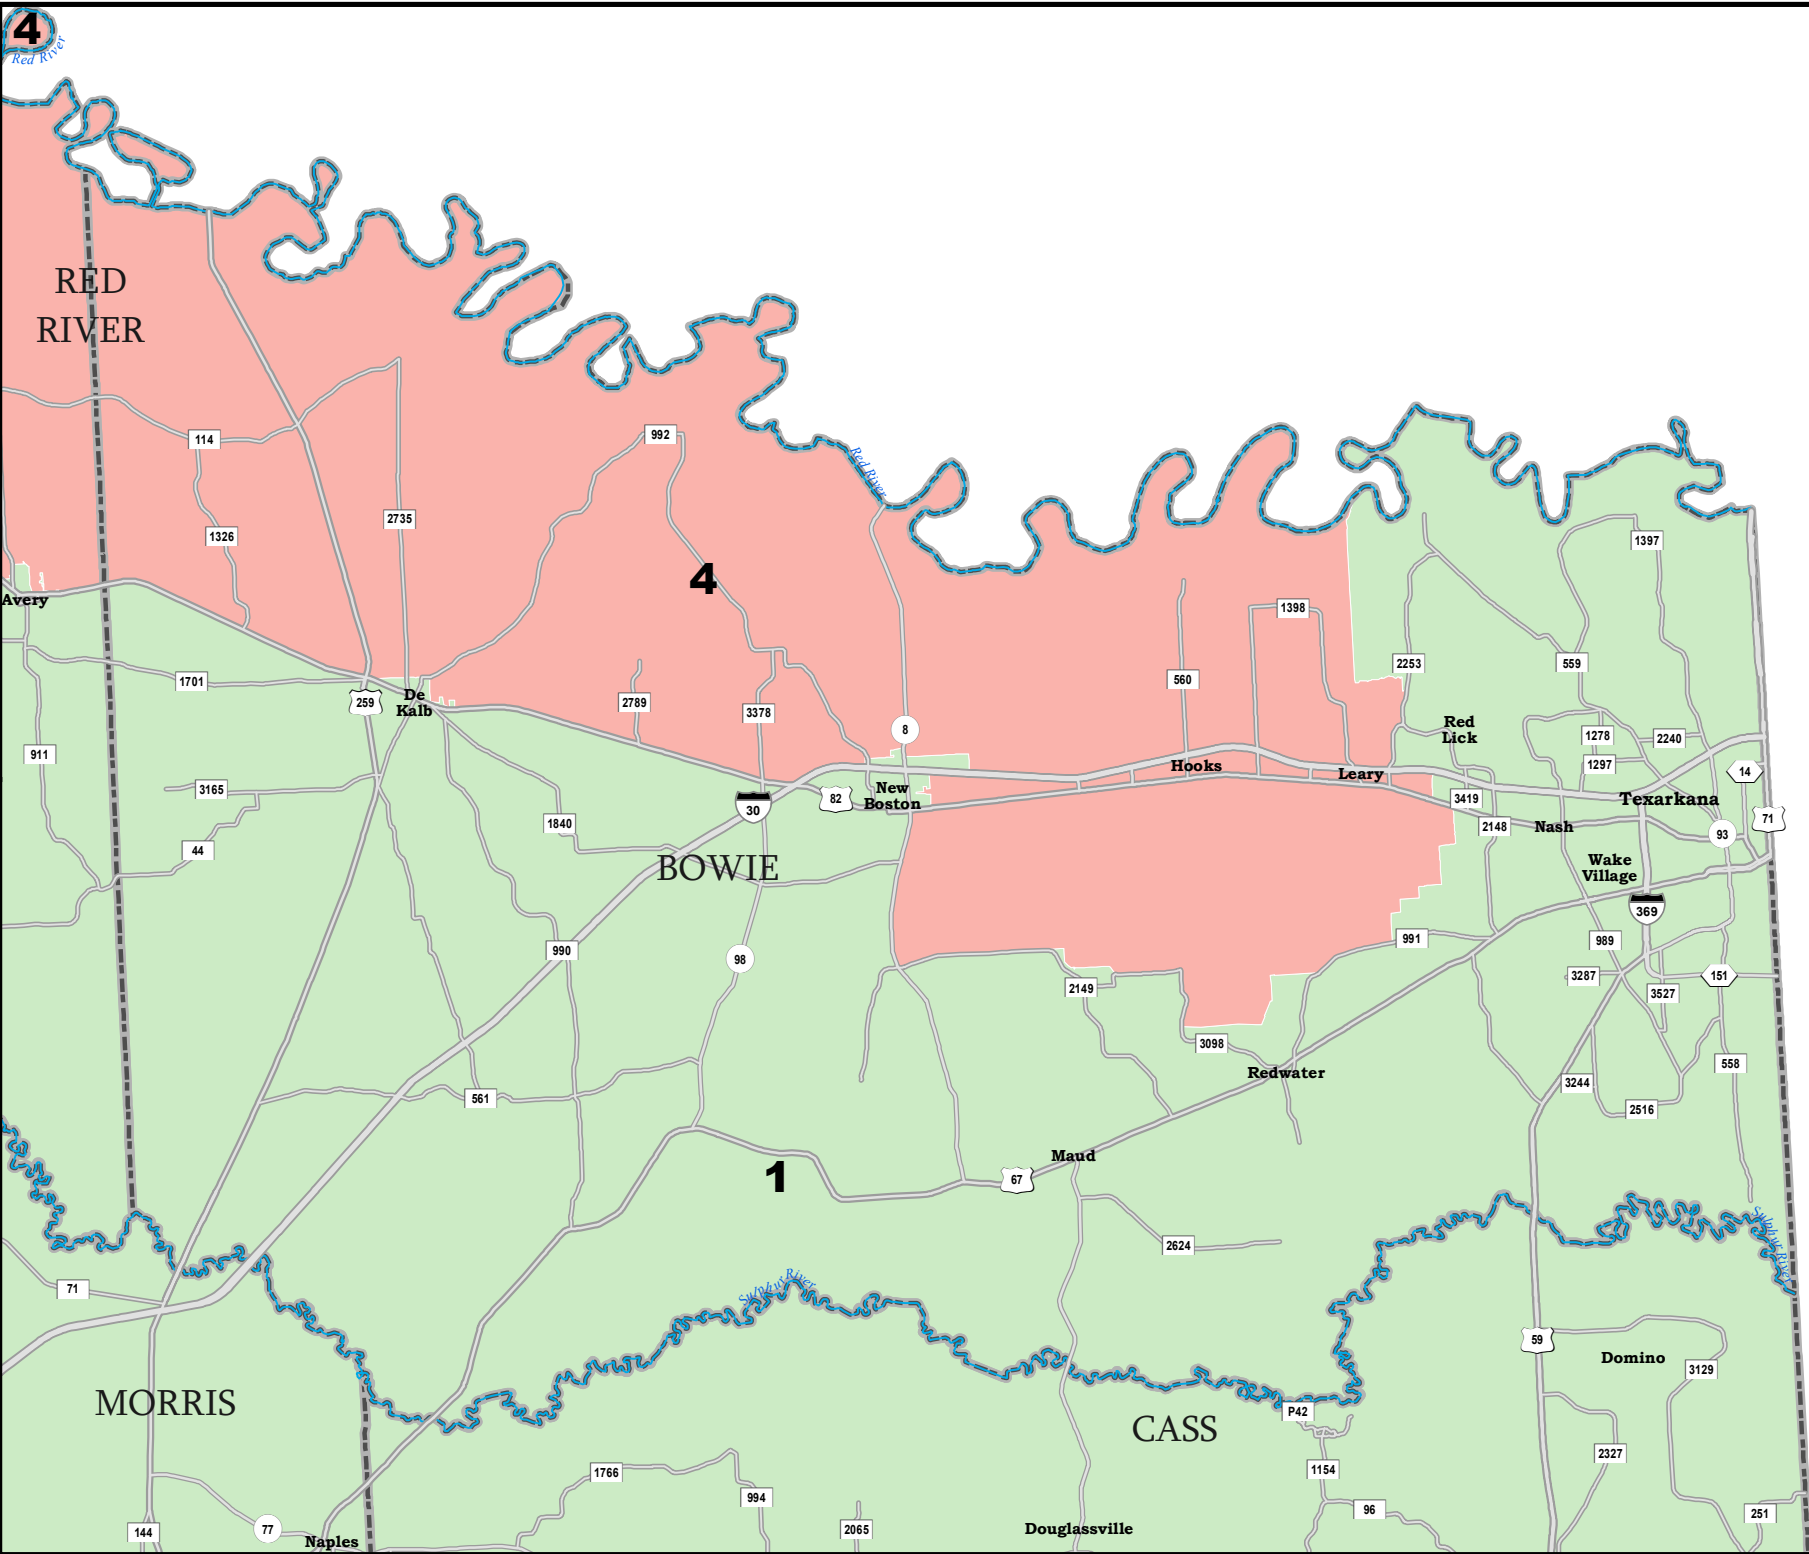 4
Red River
RED
RIVER
992
114
Red River
2735
1326
1397
4
Avery
1398
2253
559
560
1701
259
De
Kalb
2789
3378
8
Red
Lick
1278
2240
911
1297
14
Hooks
Leary
3165
30
82
New
Boston
3419
Texarkana
71
1840
2148
Nash
93
44
BOWIE
Wake
Village
369
990
98
991
989
2149
3287
151
3527
3098
558
Redwater
3244
561
2516
Maud
1
67
2624
Sulphur River
71
Sulphur River
59
Domino
3129
MORRIS
P42
CASS
2327
1766
1154
994
96
251
144
77
Naples
2065
Douglassville